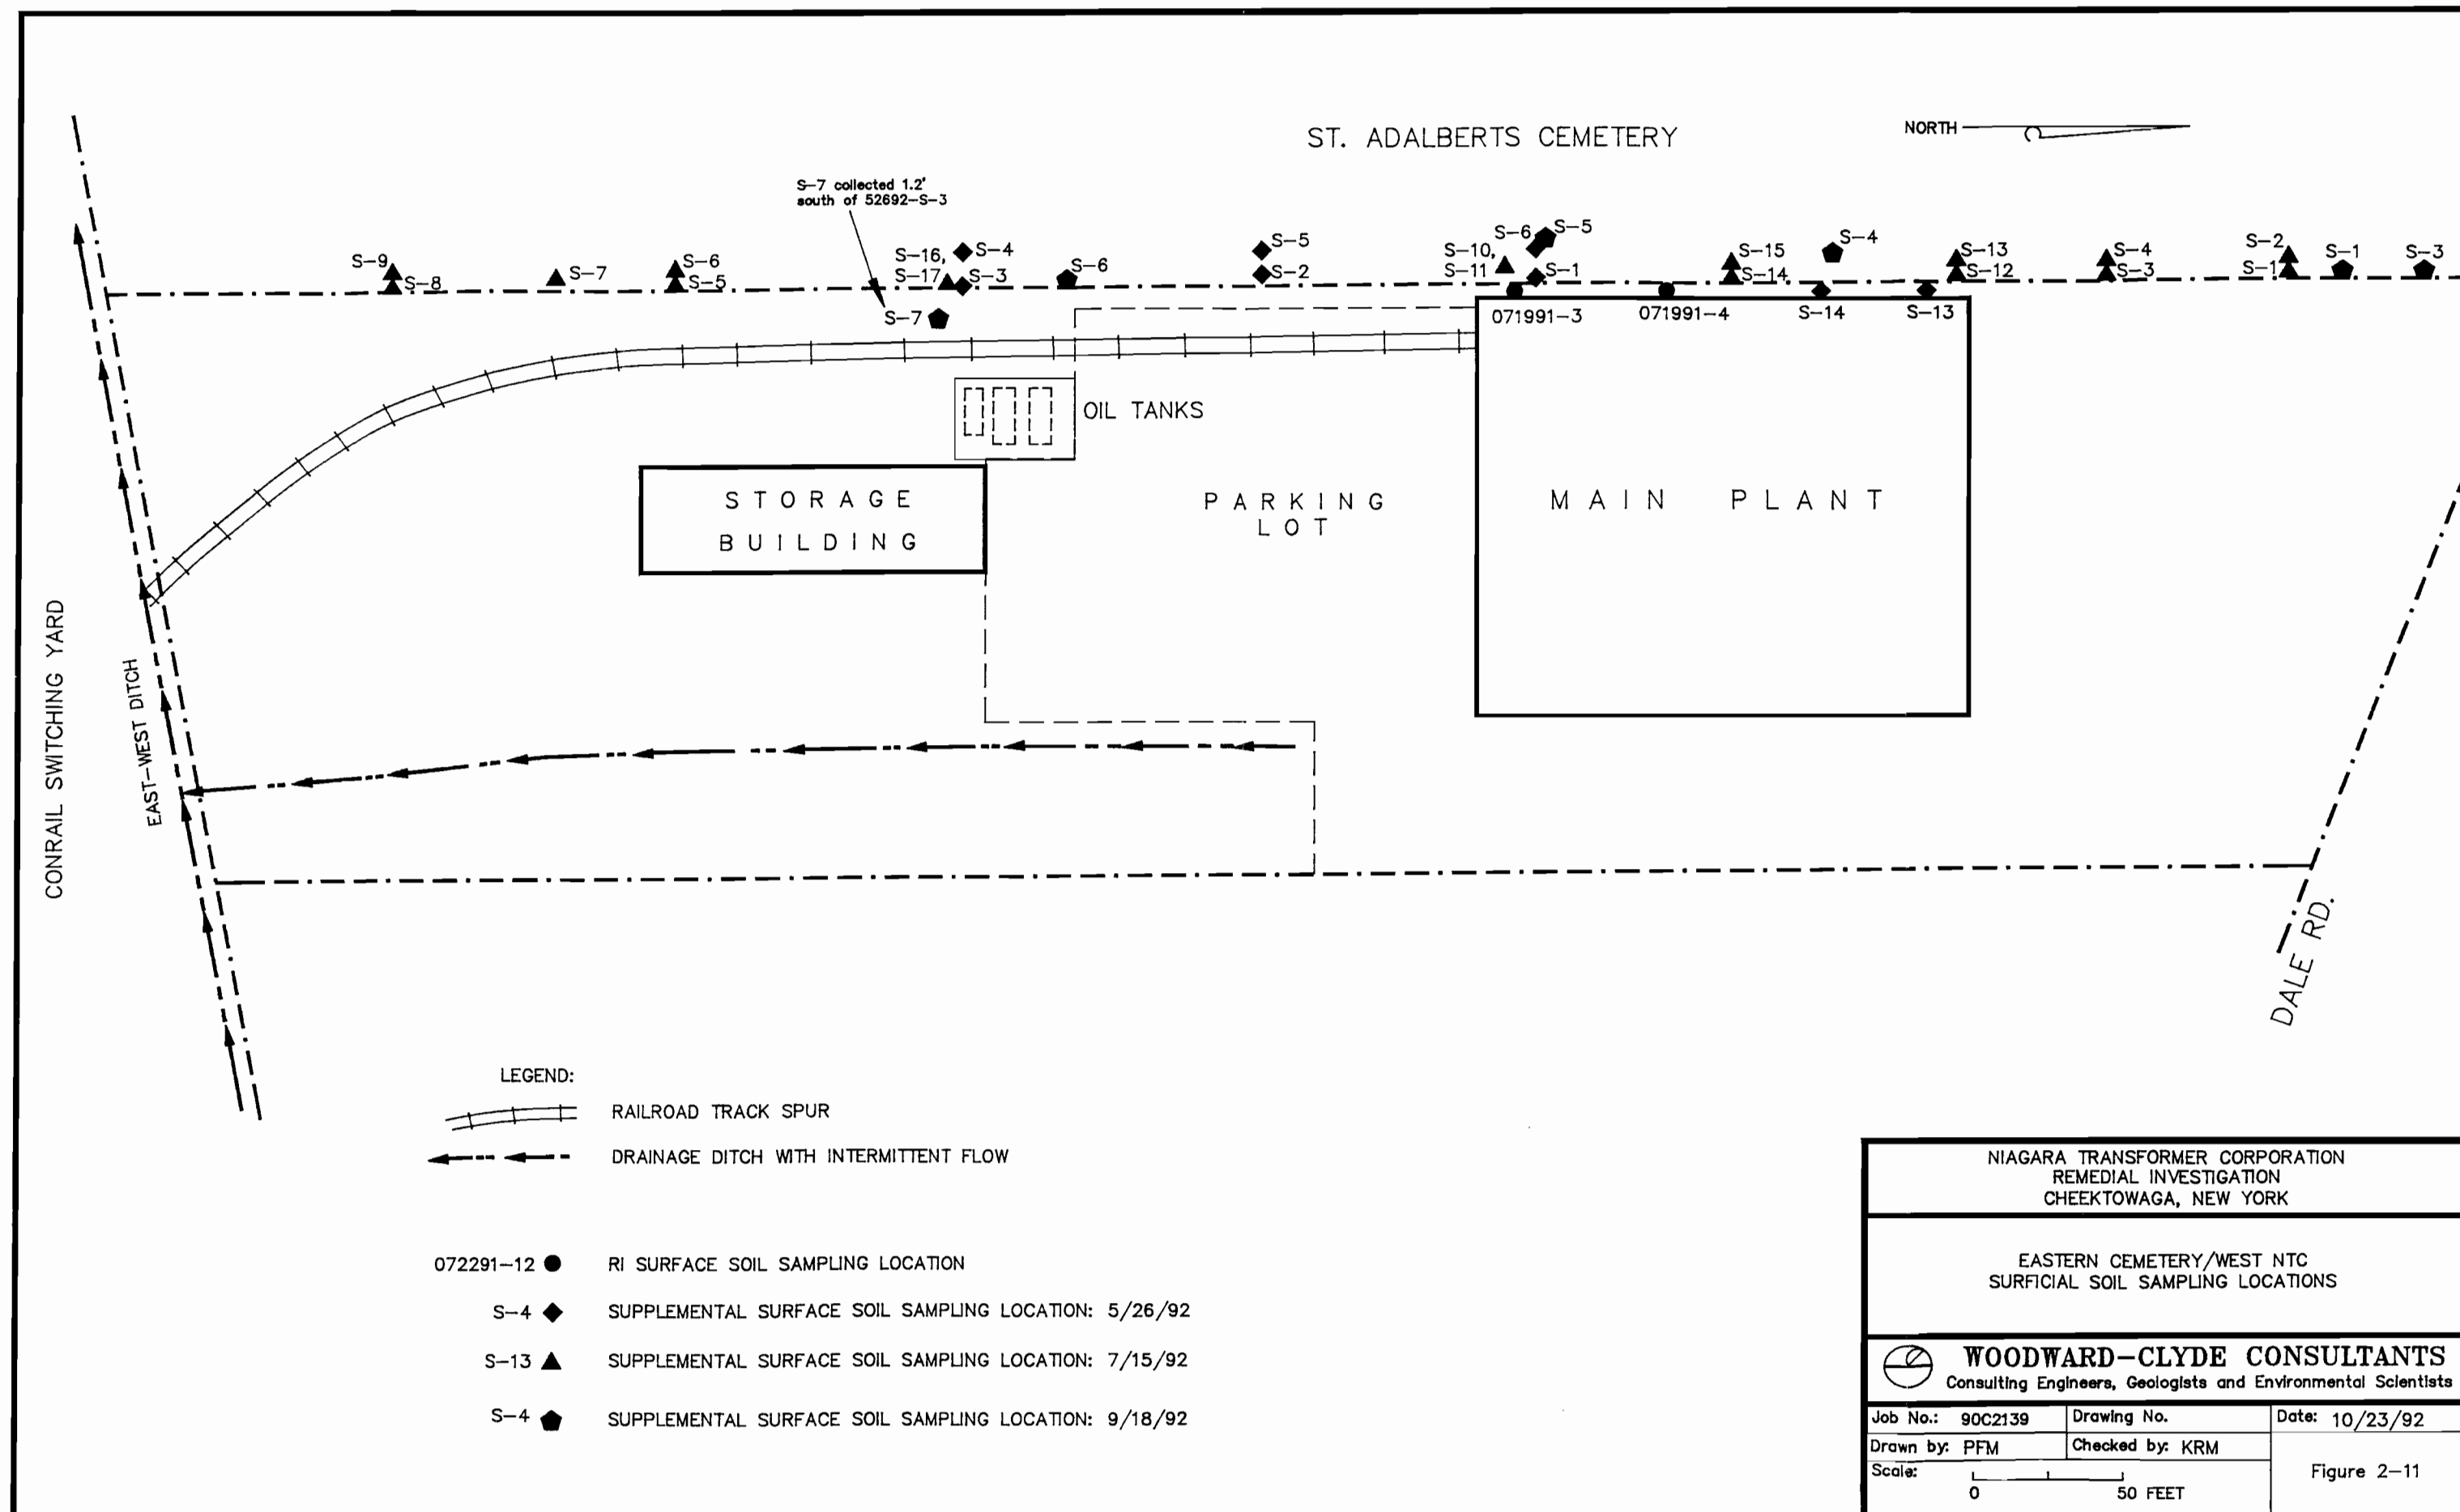 ST. ADALBERTS CEMETERY
NORTH
S-7 collected 1.2'
south of 52692-S-3
S-9
S-8
S-7
S-6
S-5
S-16,
S-17
S-4
S-3
S-7
S-6
S-5
S-2
S-10,
S-11
S-6
S-5
S-1
S-15
S-14
S-4
S-13
S-12
S-4
S-3
S-2
S-1
S-1
S-3
071991-3
071991-4
S-14
S-13
OIL TANKS
STORAGE
BUILDING
PARKING
LOT
MAIN PLANT
CONRAIL SWITCHING YARD
EAST-WEST DITCH
DALE RD.
LEGEND:
RAILROAD TRACK SPUR
DRAINAGE DITCH WITH INTERMITTENT FLOW
072291-12 RI SURFACE SOIL SAMPLING LOCATION
S-4 SUPPLEMENTAL SURFACE SOIL SAMPLING LOCATION: 5/26/92
S-13 SUPPLEMENTAL SURFACE SOIL SAMPLING LOCATION: 7/15/92
S-4 SUPPLEMENTAL SURFACE SOIL SAMPLING LOCATION: 9/18/92
NIAGARA TRANSFORMER CORPORATION
REMEDIAL INVESTIGATION
CHEEKTOWAGA, NEW YORK
EASTERN CEMETERY/WEST NTC
SURFICIAL SOIL SAMPLING LOCATIONS
WOODWARD-CLYDE CONSULTANTS
Consulting Engineers, Geologists and Environmental Scientists
Job No.: 90C2139 Drawing No. Date: 10/23/92
Drawn by: PFM Checked by: KRM
Scale:
0 50 FEET
Figure 2-11